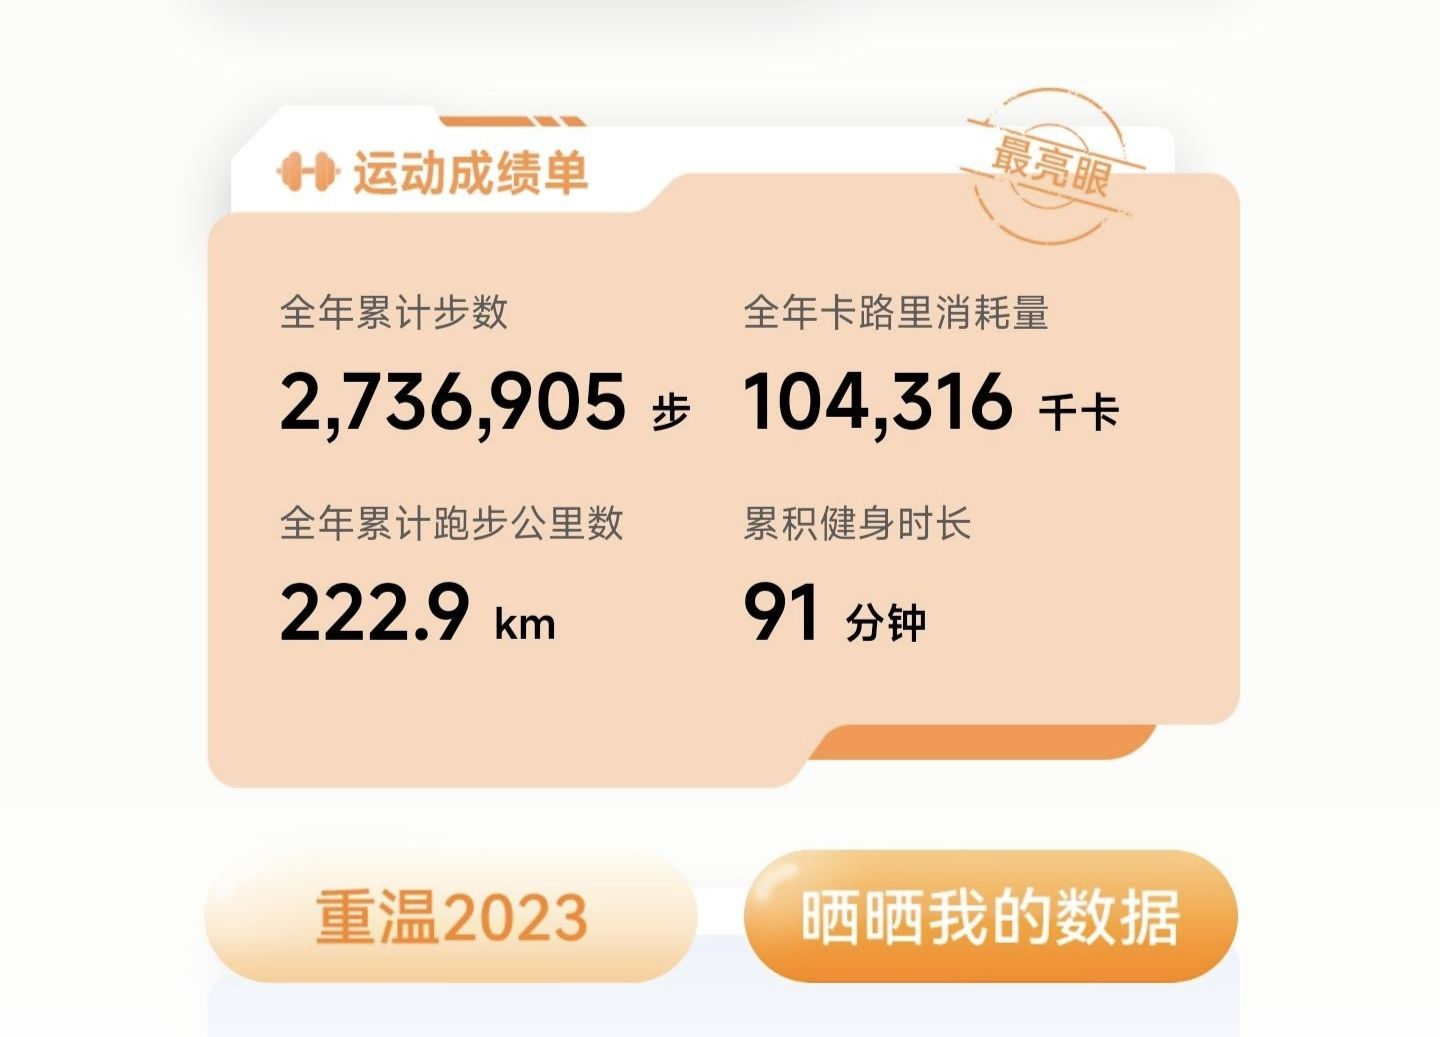 运动成绩单
最亮眼
全年累计步数
2,736,905 步
全年卡路里消耗量
104,316 千卡
全年累计跑步公里数
222.9 km
累积健身时长
91 分钟
重温2023
晒晒我的数据